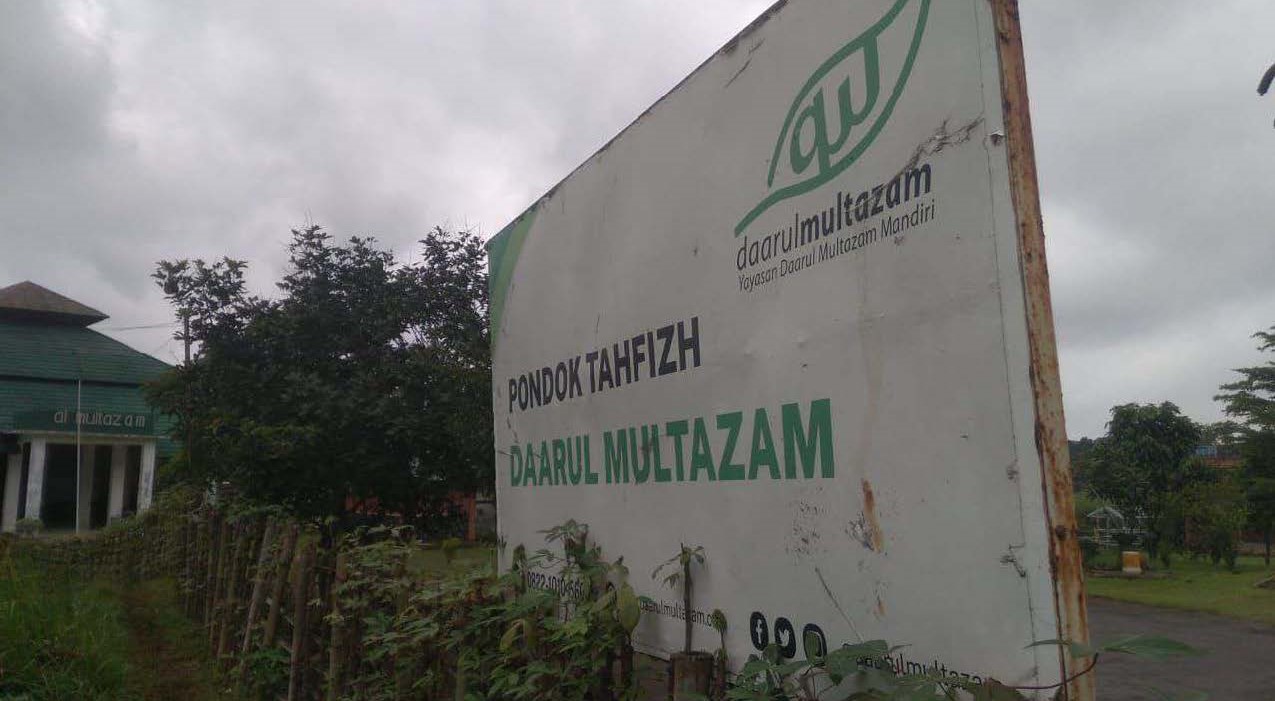 daarulmultazam
Yayasan Daarul Multazam Mandiri
PONDOK TAHFIZH
DAARUL MULTAZAM
al multazam